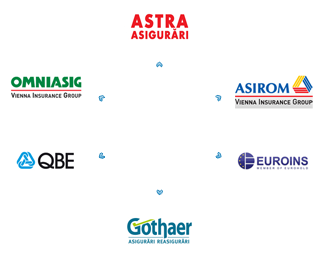 ASTRA
ASIGURĂRI
OMNIASIG
VIENNA INSURANCE GROUP
ASIROM
VIENNA INSURANCE GROUP
QBE
EUROINS
MEMBER OF EUROHOLD
Gothaer
ASIGURĂRI REASIGURĂRI